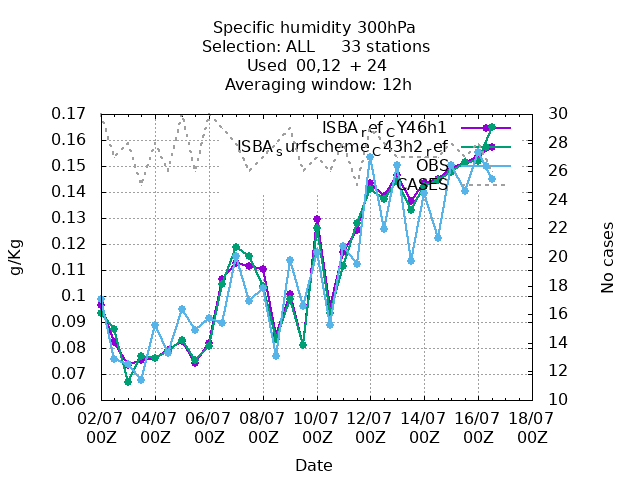 Specific humidity 300hPa
Selection: ALL 33 stations
Used 00,12 + 24
Averaging window: 12h
0.17 0.16 0.15 0.14 0.13 0.12 0.11 0.1 0.09 0.08 0.07 0.06
g/Kg
ISBA_ref_CY46h1
ISBA_surfscheme_C43h2_ref
OBS
CASES
30 28 26 24 22 20 18 16 14 12 10
No cases
02/07 04/07 06/07 08/07 10/07 12/07 14/07 16/07 18/07
00Z 00Z 00Z 00Z 00Z 00Z 00Z 00Z 00Z
Date